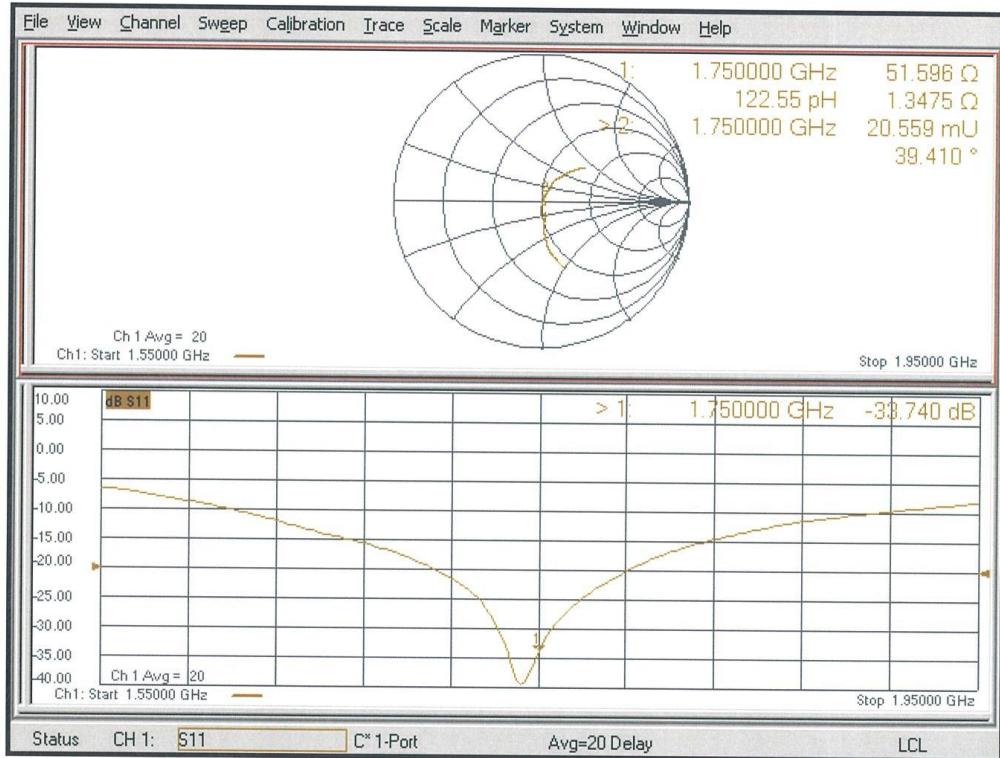 File View Channel Sweep Calibration Trace Scale Marker System Window Help
1: 1.750000 GHz 51.596 Ω
122.55 pH 1.3475 Ω
> 2: 1.750000 GHz 20.559 mU
39.410 °
Ch 1 Avg = 20
Ch1: Start 1.55000 GHz
Stop 1.95000 GHz
10.00
dB S11
> 1: 1.750000 GHz -33.740 dB
5.00
0.00
-5.00
-10.00
-15.00
-20.00
-25.00
-30.00
1
-35.00
-40.00
Ch 1 Avg = 20
Ch1: Start 1.55000 GHz
Stop 1.95000 GHz
Status CH 1: S11 C* 1-Port Avg=20 Delay LCL